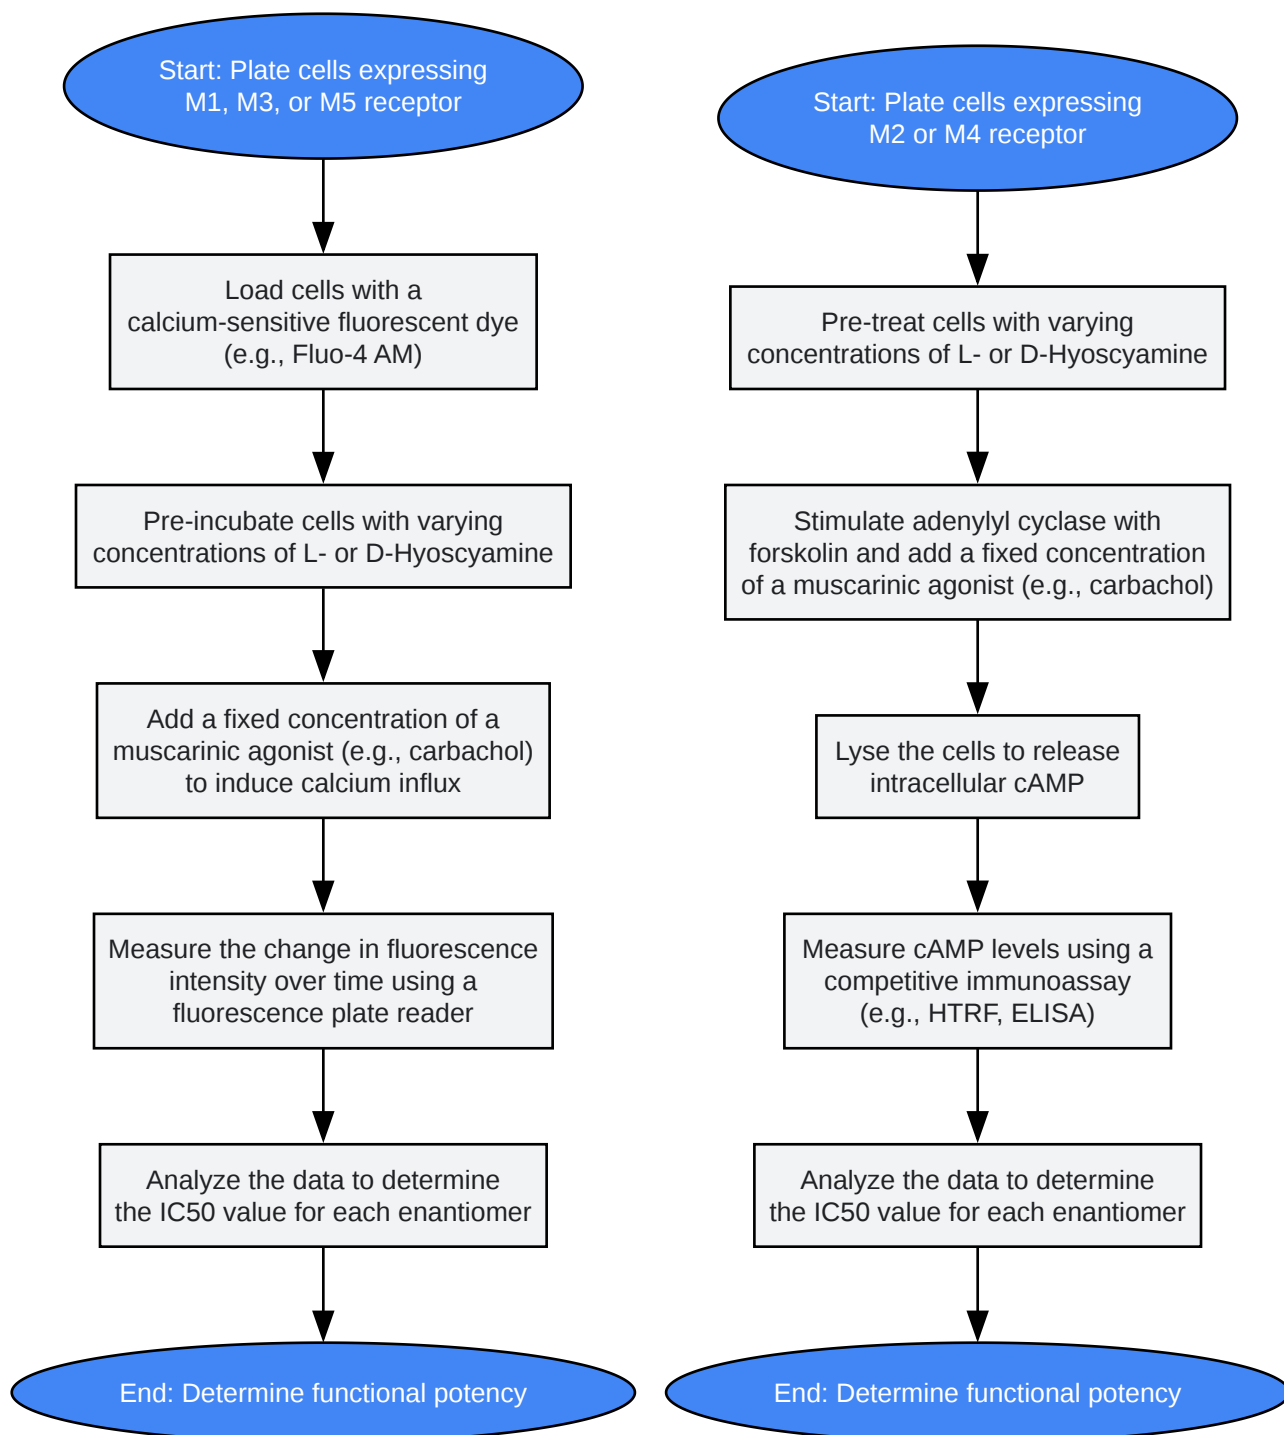 Start: Plate cells expressing
M1, M3, or M5 receptor
Load cells with a
calcium-sensitive fluorescent dye
(e.g., Fluo-4 AM)
Pre-incubate cells with varying
concentrations of L- or D-Hyoscyamine
Add a fixed concentration of a
muscarinic agonist (e.g., carbachol)
to induce calcium influx
Measure the change in fluorescence
intensity over time using a
fluorescence plate reader
Analyze the data to determine
the IC50 value for each enantiomer
End: Determine functional potency
Start: Plate cells expressing
M2 or M4 receptor
Pre-treat cells with varying
concentrations of L- or D-Hyoscyamine
Stimulate adenylyl cyclase with
forskolin and add a fixed concentration
of a muscarinic agonist (e.g., carbachol)
Lyse the cells to release
intracellular cAMP
Measure cAMP levels using a
competitive immunoassay
(e.g., HTRF, ELISA)
Analyze the data to determine
the IC50 value for each enantiomer
End: Determine functional potency